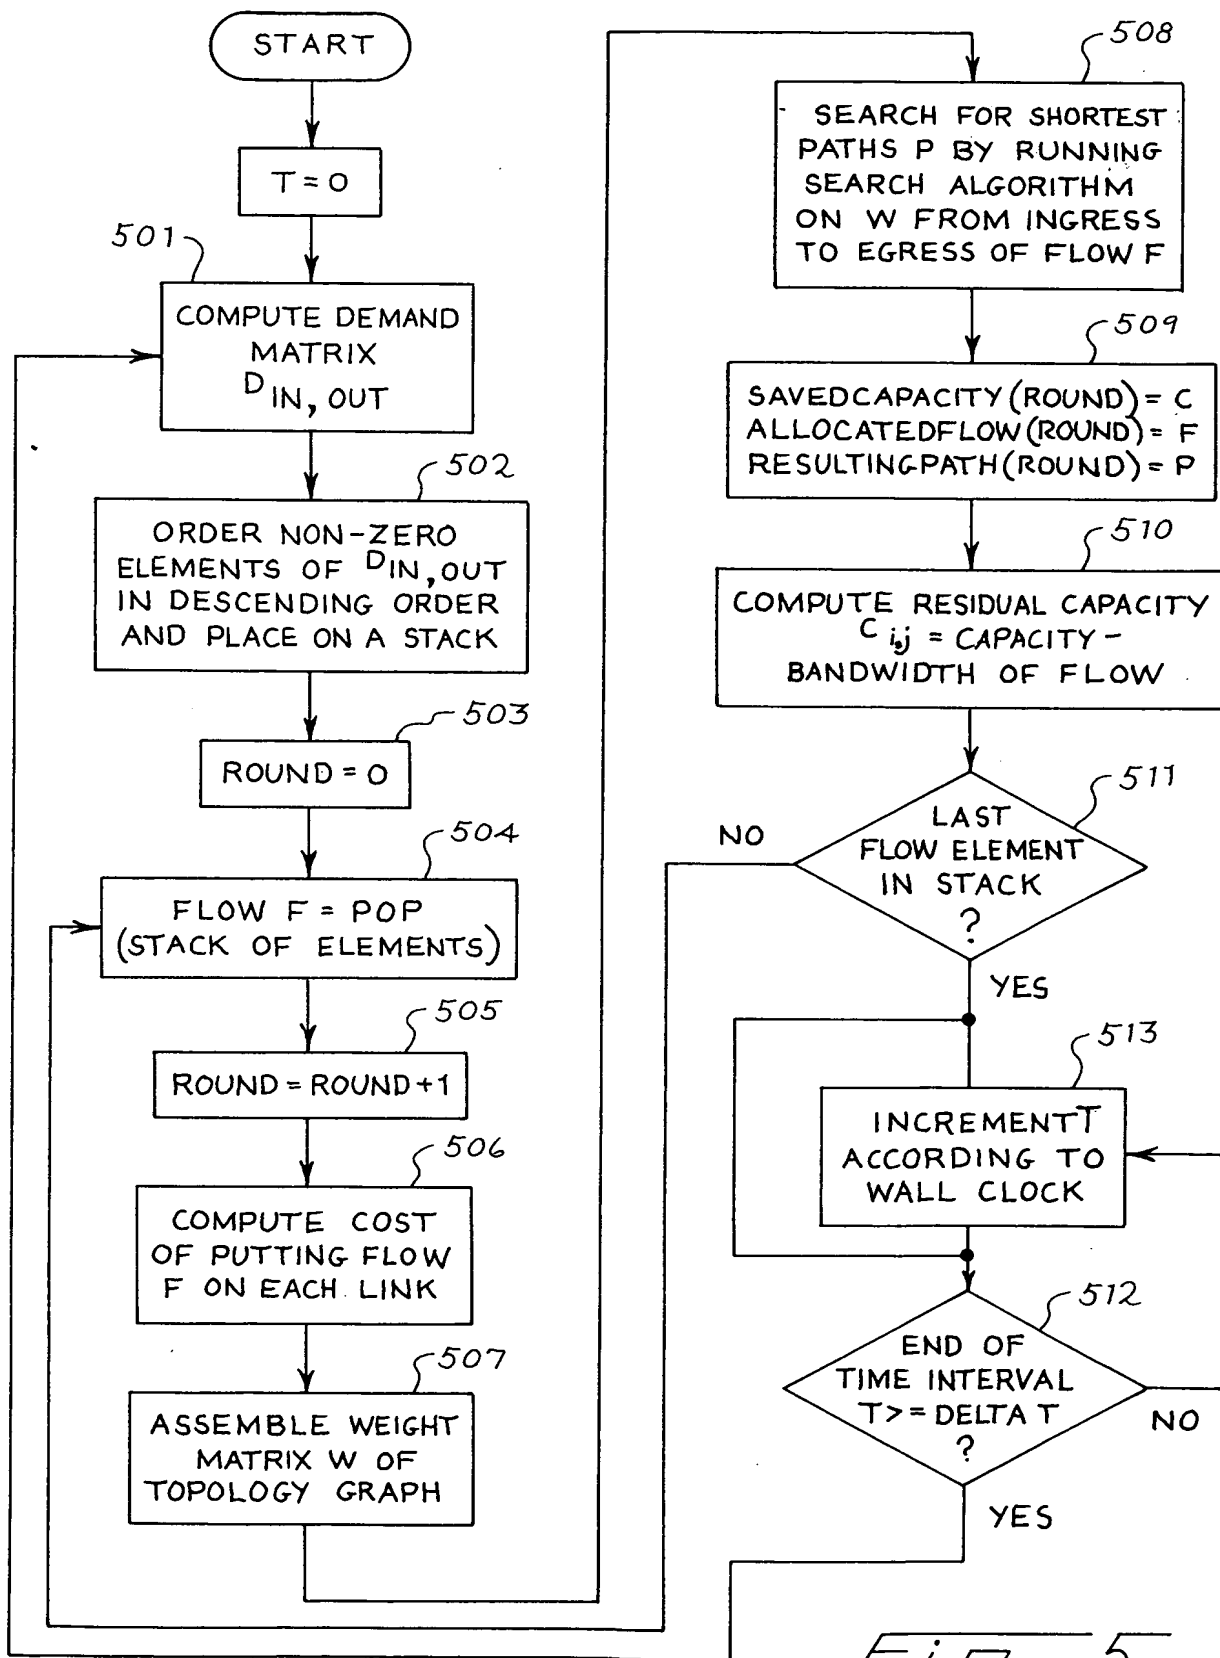 START
T = 0
501
COMPUTE DEMAND
MATRIX
D IN, OUT
502
ORDER NON-ZERO
ELEMENTS OF D IN, OUT
IN DESCENDING ORDER
AND PLACE ON A STACK
503
ROUND = 0
504
FLOW F = POP
(STACK OF ELEMENTS)
505
ROUND = ROUND+1
506
COMPUTE COST
OF PUTTING FLOW
F ON EACH LINK
507
ASSEMBLE WEIGHT
MATRIX W OF
TOPOLOGY GRAPH
508
SEARCH FOR SHORTEST
PATHS P BY RUNNING
SEARCH ALGORITHM
ON W FROM INGRESS
TO EGRESS OF FLOW F
509
SAVEDCAPACITY (ROUND) = C
ALLOCATEDFLOW (ROUND) = F
RESULTINGPATH (ROUND) = P
510
COMPUTE RESIDUAL CAPACITY
C i,j = CAPACITY -
BANDWIDTH OF FLOW
511
LAST
FLOW ELEMENT
IN STACK
?
NO
YES
513
INCREMENT T
ACCORDING TO
WALL CLOCK
512
END OF
TIME INTERVAL
T >= DELTA T
?
NO
YES
Fig. 5